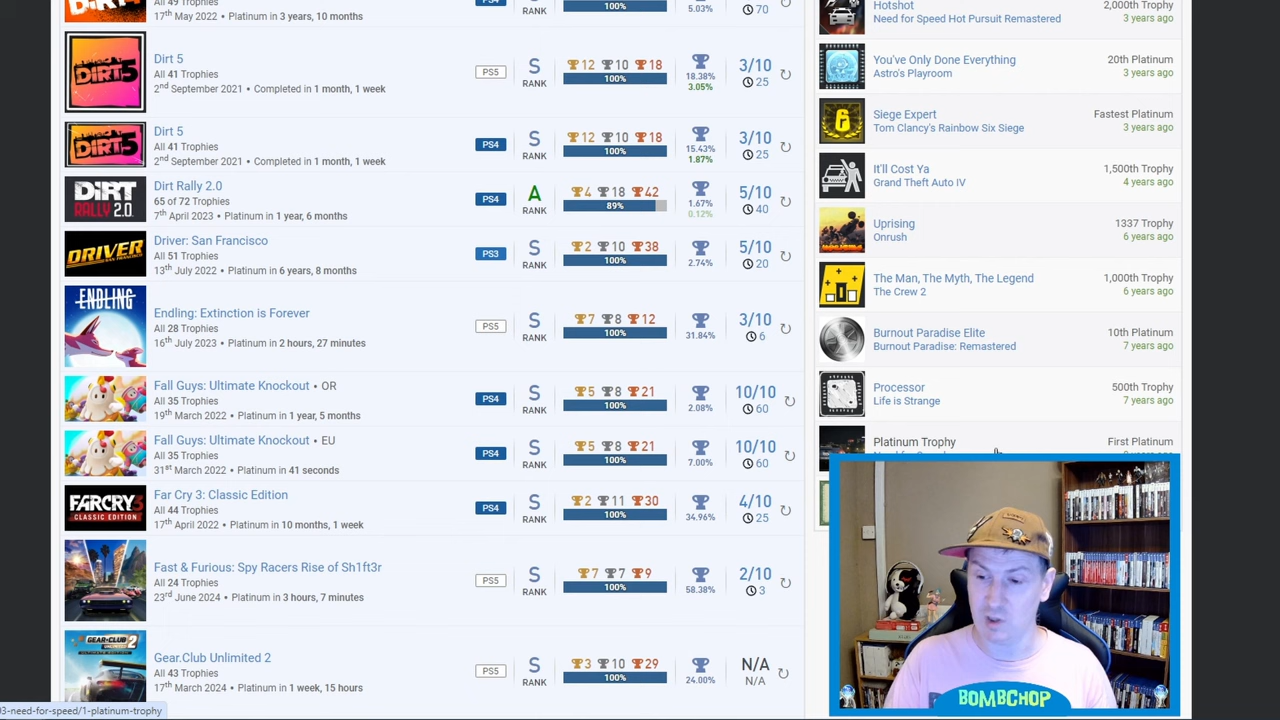 All 49 Trophies
17th May 2022 • Platinum in 3 years, 10 months
PS4
RANK
5.03%
70
Dirt 5
All 41 Trophies
2nd September 2021 • Completed in 1 month, 1 week
PS5
S
RANK
12 10 18
100%
18.38%
3.05%
3/10
25
Dirt 5
41 Trophies
September 2021 • Completed in 1 month, 1 week
PS4
S
RANK
12 10 18
100%
15.43%
1.87%
3/10
25
Dirt Rally 2.0
of 72 Trophies
April 2023 • Platinum in 1 year, 6 months
PS4
A
RANK
4 18 42
89%
1.67%
0.12%
5/10
40
DRIVER
Driver: San Francisco
51 Trophies
July 2022 • Platinum in 6 years, 8 months
PS3
S
RANK
2 10 38
100%
2.74%
5/10
20
ENDLING
Endling: Extinction is Forever
All 28 Trophies
July 2023 • Platinum in 2 hours, 27 minutes
PS5
S
RANK
7 8 12
100%
31.84%
3/10
6
Fall Guys: Ultimate Knockout • OR
35 Trophies
March 2022 • Platinum in 1 year, 5 months
PS4
S
RANK
5 8 21
100%
2.08%
10/10
60
Fall Guys: Ultimate Knockout • EU
35 Trophies
March 2022 • Platinum in 41 seconds
PS4
S
RANK
5 8 21
100%
7.00%
10/10
60
FARCRY3
CLASSIC EDITION
Far Cry 3: Classic Edition
All 44 Trophies
17th April 2022 • Platinum in 10 months, 1 week
PS4
S
RANK
2 11 30
100%
34.96%
4/10
25
Fast & Furious: Spy Racers Rise of Sh1ft3r
All 24 Trophies
23rd June 2024 • Platinum in 3 hours, 7 minutes
PS5
S
RANK
7 7 9
100%
58.38%
2/10
3
GEAR.CLUB 2
Gear.Club Unlimited 2
All 43 Trophies
17th March 2024 • Platinum in 1 week, 15 hours
PS5
S
RANK
3 10 29
100%
24.00%
N/A
N/A
93-need-for-speed/1-platinum-trophy
Hotshot
Need for Speed Hot Pursuit Remastered
2,000th Trophy
3 years ago
You've Only Done Everything
Astro's Playroom
20th Platinum
3 years ago
Siege Expert
Tom Clancy's Rainbow Six Siege
Fastest Platinum
3 years ago
It'll Cost Ya
Grand Theft Auto IV
1,500th Trophy
4 years ago
Uprising
Onrush
1337 Trophy
6 years ago
The Man, The Myth, The Legend
The Crew 2
1,000th Trophy
6 years ago
Burnout Paradise Elite
Burnout Paradise: Remastered
10th Platinum
7 years ago
Processor
Life is Strange
500th Trophy
7 years ago
Platinum Trophy
First Platinum
BOMBCHOP